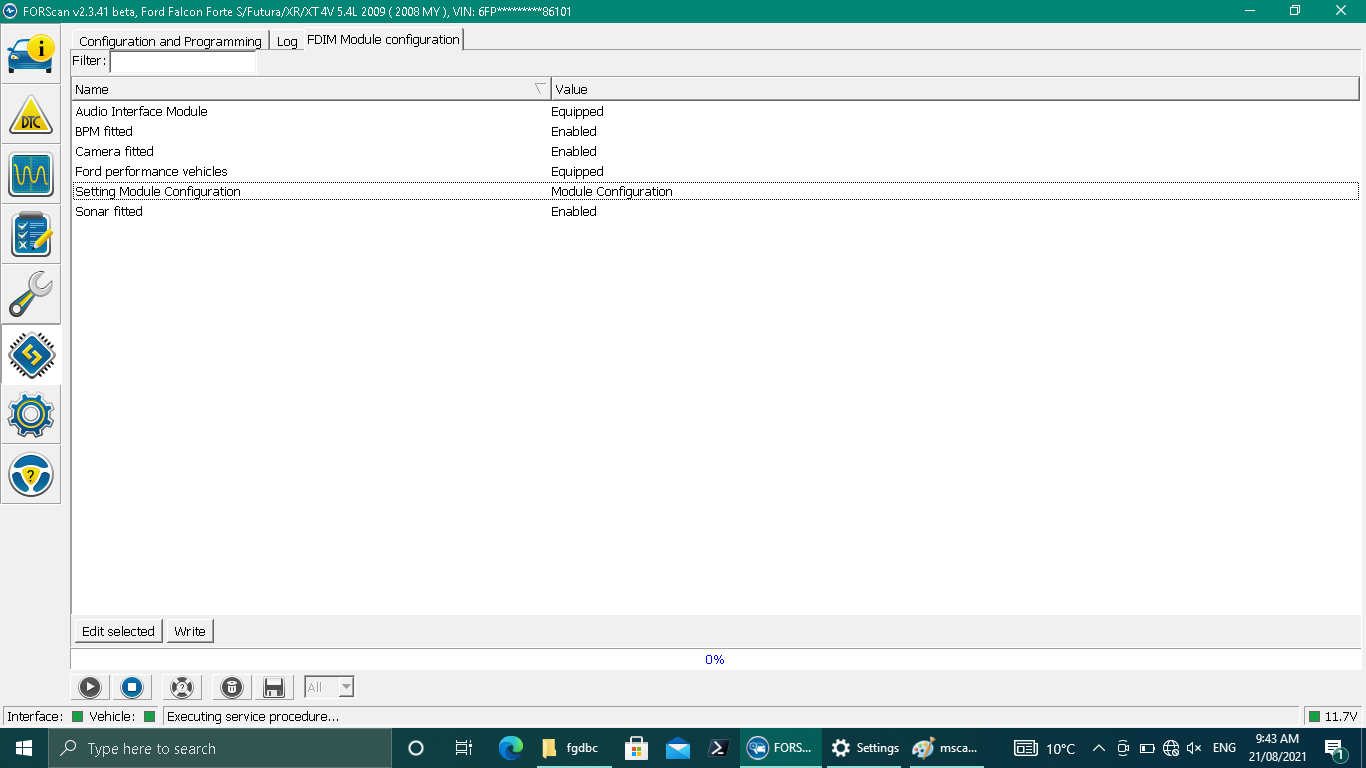 FORScan v2.3.41 beta, Ford Falcon Forte S/Futura/XR/XT4V 5.4L 2009 ( 2008 MY ), VIN: 6FP*********86101
Configuration and Programming Log FDIM Module configuration
Filter:
Name Value
Audio Interface Module Equipped
BPM fitted Enabled
Camera fitted Enabled
Ford performance vehicles Equipped
Setting Module Configuration Module Configuration
Sonar fitted Enabled
DTC
Edit selected Write
0%
All
Interface: Vehicle: Executing service procedure... 11.7V
Type here to search fgdbc FORS... Settings msca... 10°C ENG 9:43 AM
21/08/2021 1